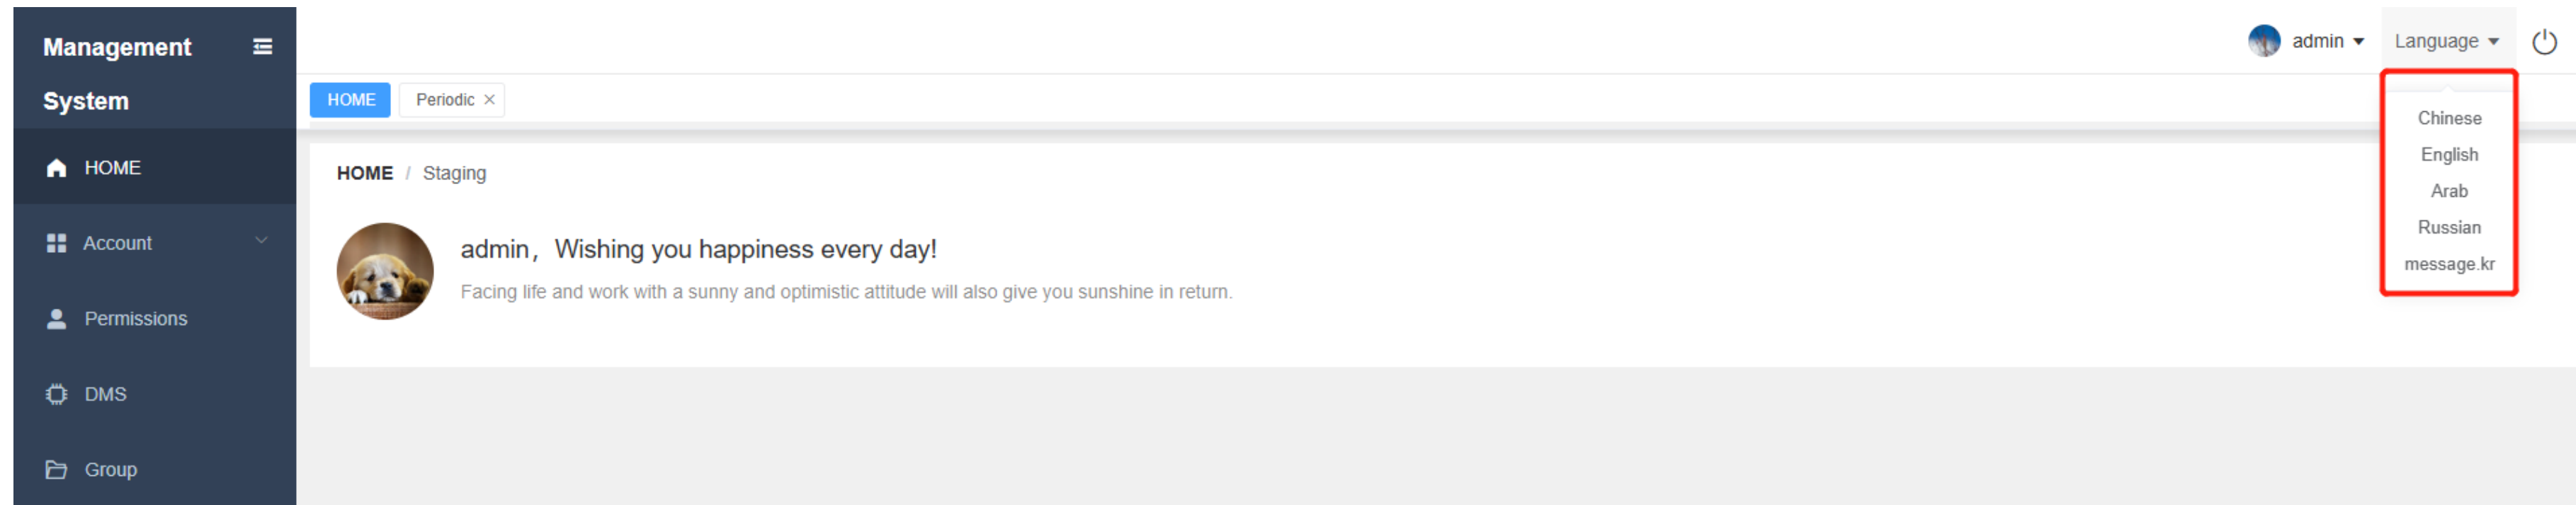 Management
System
admin
Language
HOME
Periodic ×
HOME
Account
Permissions
DMS
Group
HOME / Staging
admin，Wishing you happiness every day!
Facing life and work with a sunny and optimistic attitude will also give you sunshine in return.
Chinese
English
Arab
Russian
message.kr